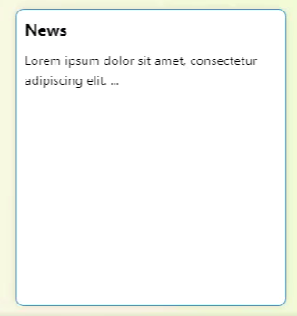 News
Lorem ipsum dolor sit amet, consectetur
adipiscing elit. ...